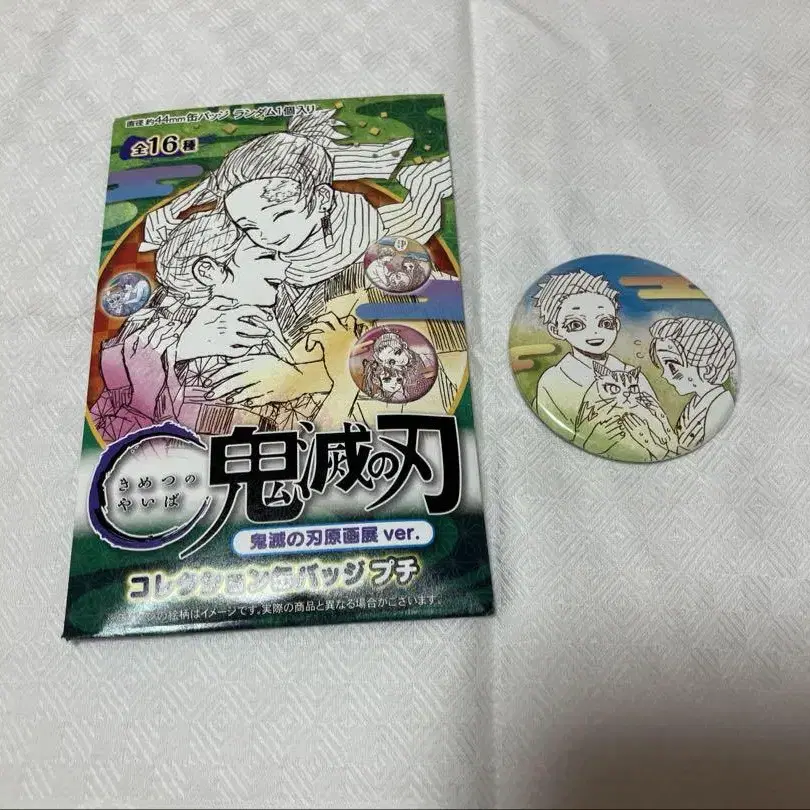 直径約44mm缶バッジ ランダム1個入り
全16種
きめつの
やいば
鬼滅の刃
鬼滅の刃原画展 ver.
コレクション缶バッジ プチ
の絵柄はイメージです。実際の商品と異なる場合がございます。